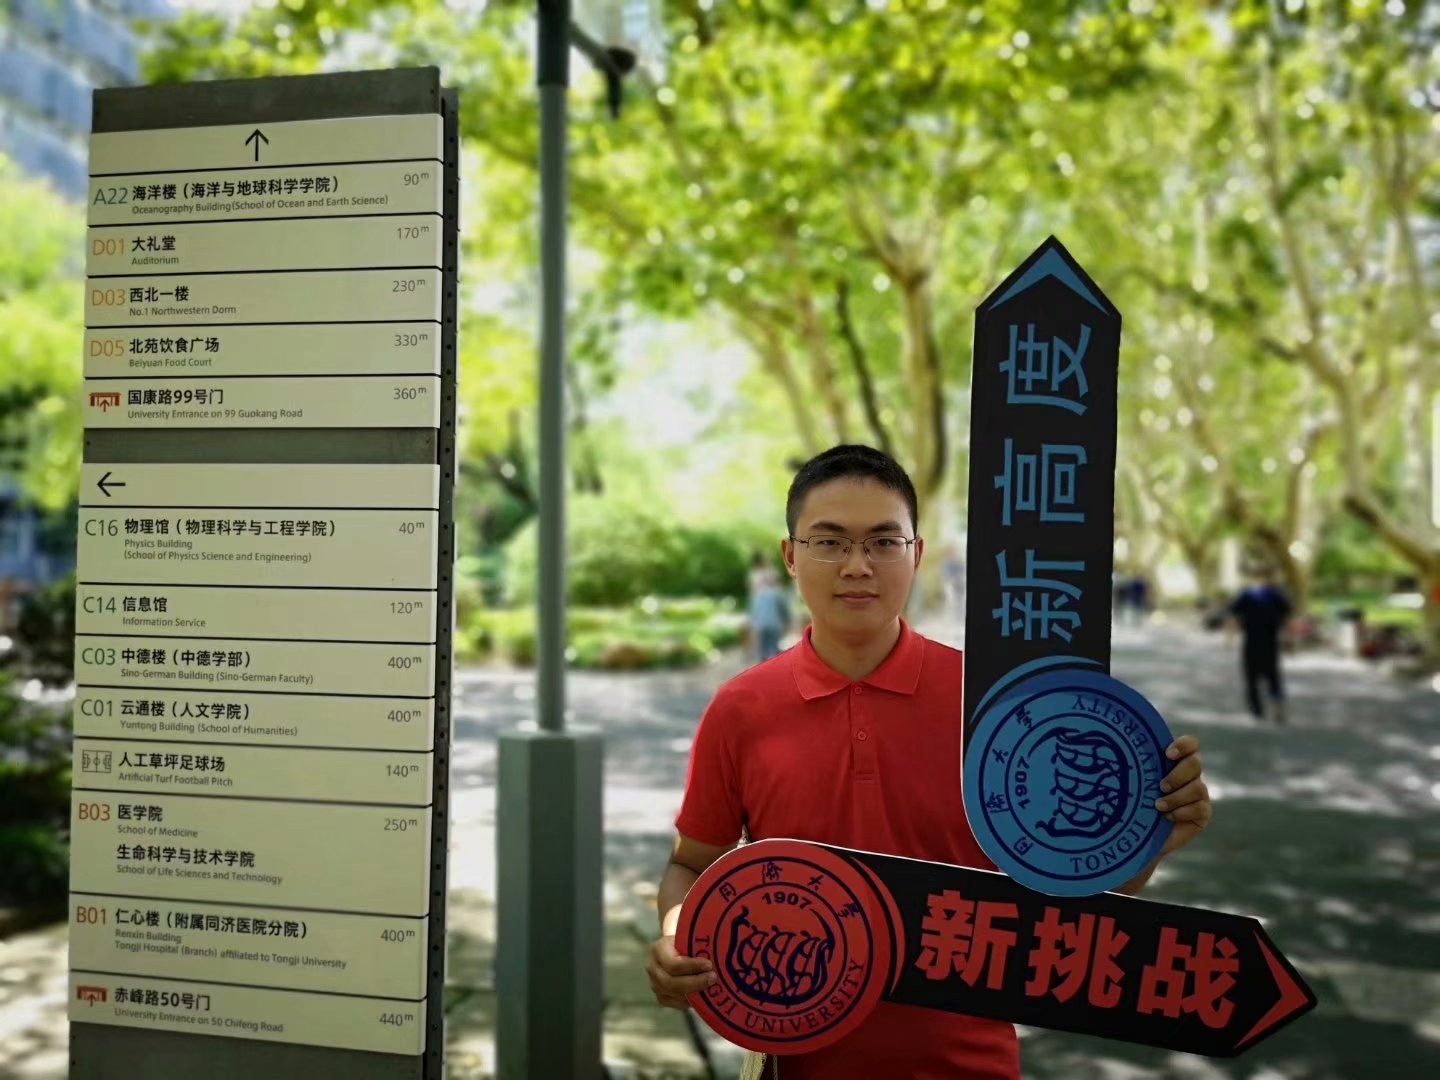 A22 海洋楼（海洋与地球科学学院） 90m
Oceanography Building(School of Ocean and Earth Science)
D01 大礼堂 170m
Auditorium
D03 西北一楼 230m
No.1 Northwestern Dorm
D05 北苑饮食广场 330m
Beiyuan Food Court
国康路99号门 360m
University Entrance on 99 Guokang Road
C16 物理馆（物理科学与工程学院） 40m
Physics Building
(School of Physics Science and Engineering)
C14 信息馆 120m
Information Service
C03 中德楼（中德学部） 400m
Sino-German Building (Sino-German Faculty)
C01 云通楼（人文学院） 400m
Yuntong Building (School of Humanities)
人工草坪足球场 140m
Artificial Turf Football Pitch
B03 医学院 250m
School of Medicine
生命科学与技术学院
School of Life Sciences and Technology
B01 仁心楼（附属同济医院分院） 400m
Renxin Building
Tongji Hospital (Branch) affiliated to Tongji University
赤峰路50号门 440m
University Entrance on 50 Chifeng Road
新高度
同濟大學
1907
TONGJI UNIVERSITY
同濟大學
1907
TONGJI UNIVERSITY
新挑战